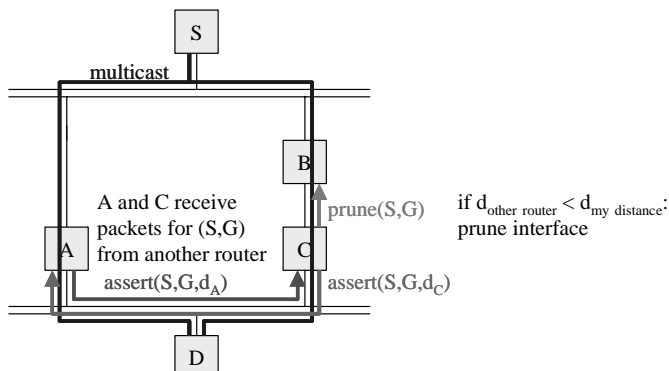 S
multicast
B
A and C receive
packets for (S,G)
from another router
prune(S,G)
if d_other router < d_my distance:
prune interface
A
C
assert(S,G,d_A)
assert(S,G,d_C)
D